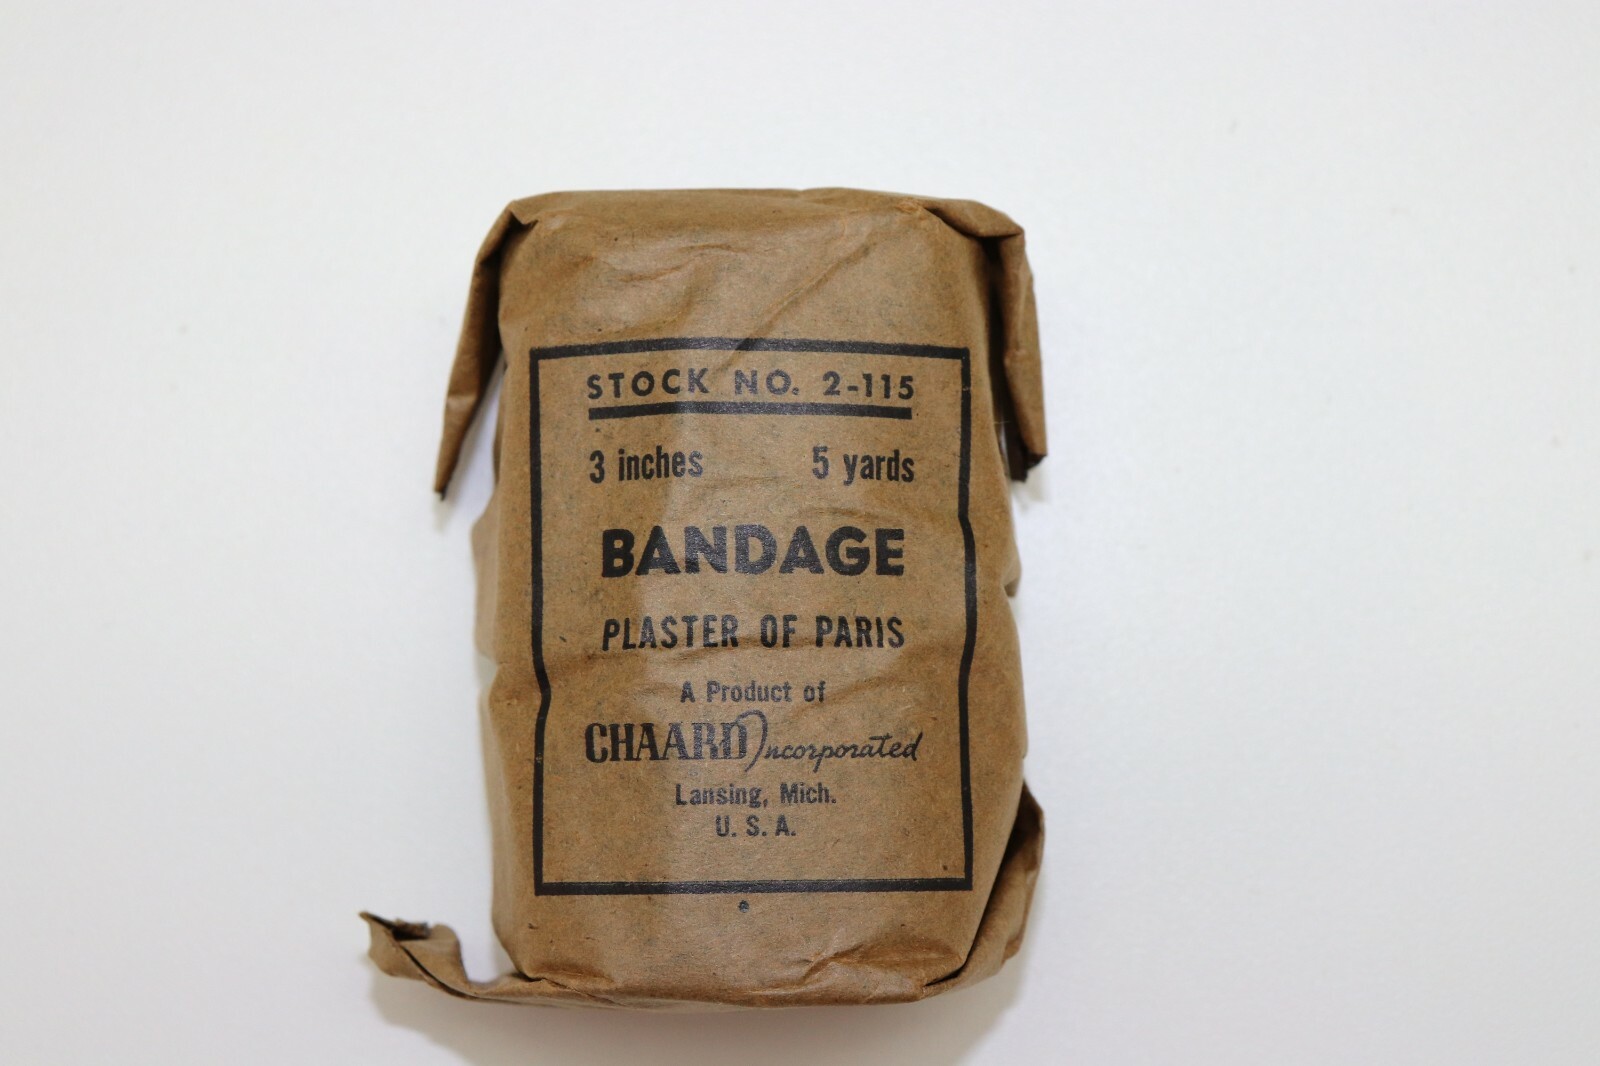 STOCK NO. 2-115
3 inches 5 yards
BANDAGE
PLASTER OF PARIS
A Product of
CHAARD Incorporated
Lansing, Mich.
U. S. A.